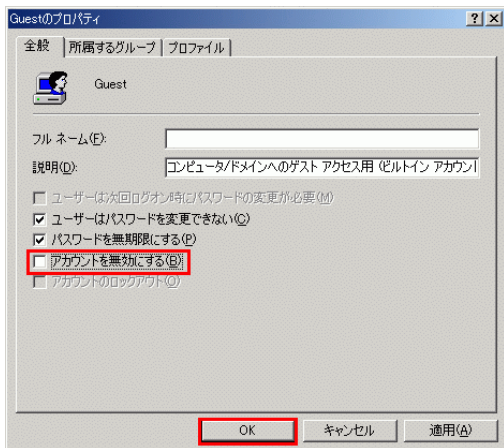 Guestのプロパティ
全般 所属するグループ プロファイル
Guest
フル ネーム(F):
説明(D): コンピュータ/ドメインへのゲスト アクセス用 (ビルトイン アカウント
ユーザーは次回ログオン時にパスワードの変更が必要(M)
ユーザーはパスワードを変更できない(C)
パスワードを無期限にする(P)
アカウントを無効にする(B)
アカウントのロックアウト(O)
OK キャンセル 適用(A)